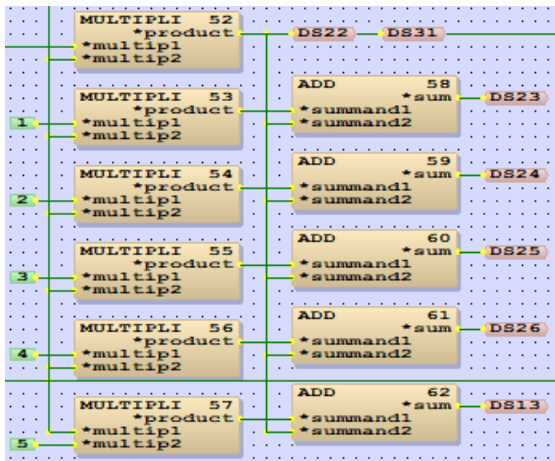 MULTIPLI 52
*product
*multip1
*multip2
DS22
DS31
MULTIPLI 53
*product
*multip1
*multip2
1
ADD 58
*sum
*summand1
*summand2
DS23
MULTIPLI 54
*product
*multip1
*multip2
2
ADD 59
*sum
*summand1
*summand2
DS24
MULTIPLI 55
*product
*multip1
*multip2
3
ADD 60
*sum
*summand1
*summand2
DS25
MULTIPLI 56
*product
*multip1
*multip2
4
ADD 61
*sum
*summand1
*summand2
DS26
MULTIPLI 57
*product
*multip1
*multip2
5
ADD 62
*sum
*summand1
*summand2
DS13